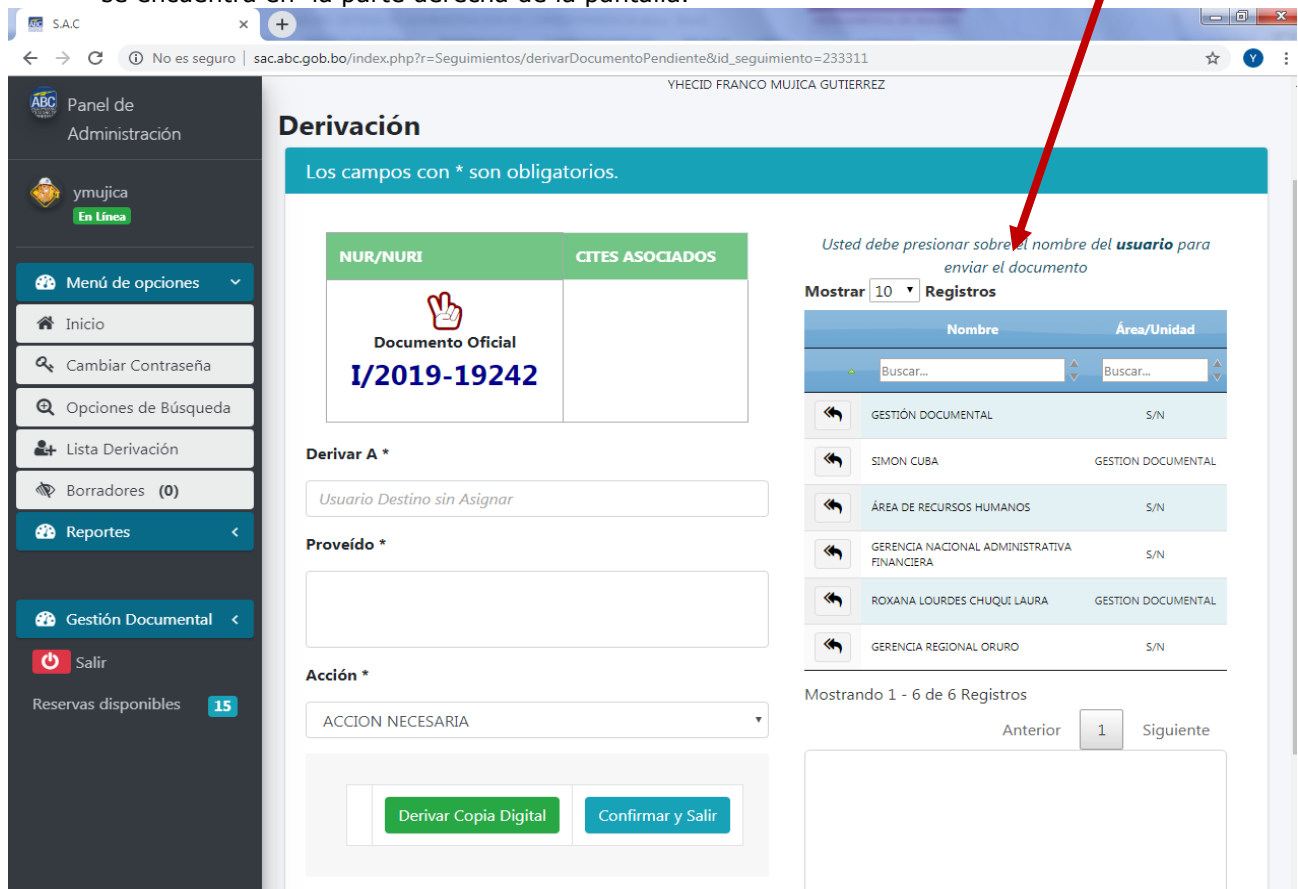 se encuentra en la parte derecha de la pantalla.
S.A.C
No es seguro | sac.abc.gob.bo/index.php?r=Seguimientos/derivarDocumentoPendiente&id_seguimiento=233311
Y
YHECID FRANCO MUJICA GUTIERREZ
ABC
Panel de
Administración
ymujica
En Línea
Menú de opciones
Inicio
Cambiar Contraseña
Opciones de Búsqueda
Lista Derivación
Borradores (0)
Reportes
Gestión Documental
Salir
Reservas disponibles 15
Derivación
Los campos con * son obligatorios.
NUR/NURI CITES ASOCIADOS
Documento Oficial
I/2019-19242
Derivar A *
Usuario Destino sin Asignar
Proveído *
Acción *
ACCION NECESARIA
Derivar Copia Digital Confirmar y Salir
Usted debe presionar sobre el nombre del usuario para
enviar el documento
Mostrar 10 Registros
Nombre Área/Unidad
Buscar... Buscar...
GESTIÓN DOCUMENTAL S/N
SIMON CUBA GESTION DOCUMENTAL
ÁREA DE RECURSOS HUMANOS S/N
GERENCIA NACIONAL ADMINISTRATIVA
FINANCIERA S/N
ROXANA LOURDES CHUQUI LAURA GESTION DOCUMENTAL
GERENCIA REGIONAL ORURO S/N
Mostrando 1 - 6 de 6 Registros
Anterior 1 Siguiente